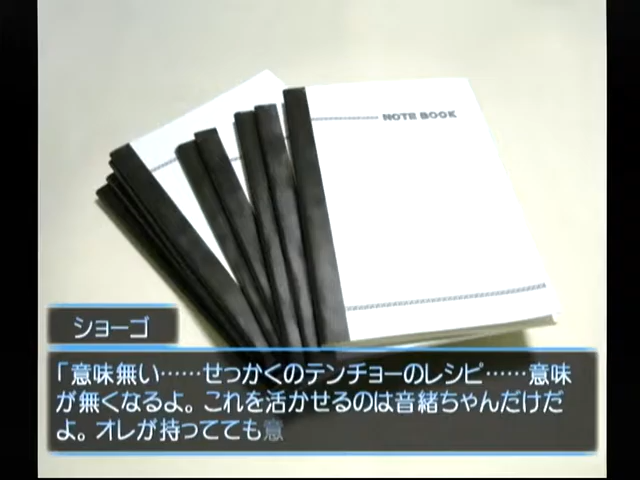 NOTE BOOK
ショーゴ
「意味無い……せっかくのテンチョーのレシピ……意味
が無くなるよ。これを活かせるのは音緒ちゃんだけだ
よ。オレが持ってても意